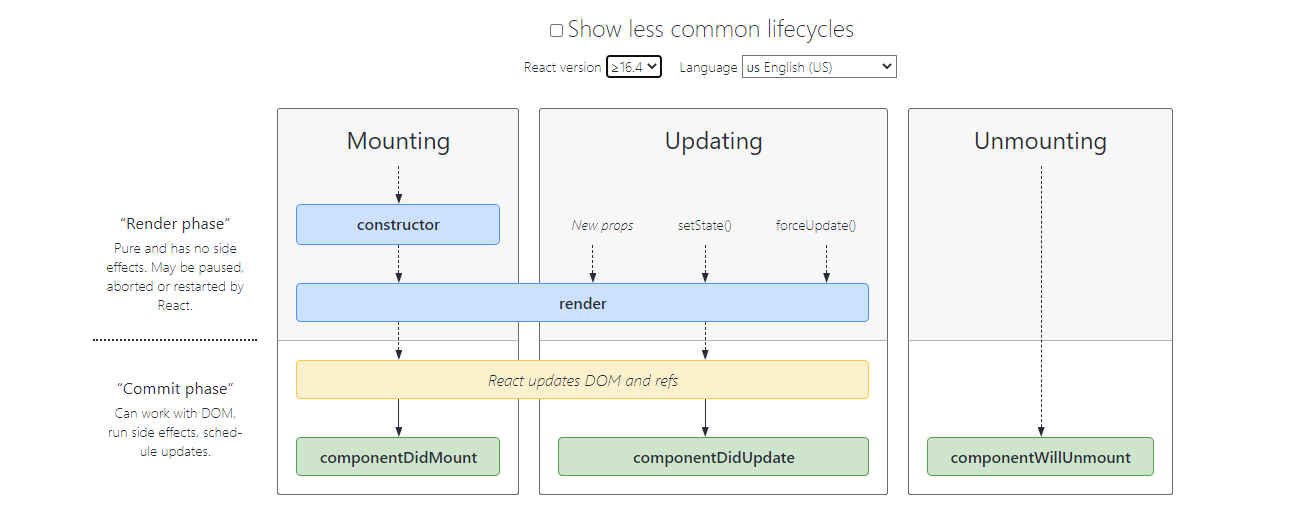 Show less common lifecycles
React version ≥16.4 Language us English (US)
Mounting
Updating
Unmounting
“Render phase”
Pure and has no side
effects. May be paused,
aborted or restarted by
React.
constructor
New props
setState()
forceUpdate()
render
“Commit phase”
Can work with DOM,
run side effects, sched-
ule updates.
React updates DOM and refs
componentDidMount
componentDidUpdate
componentWillUnmount